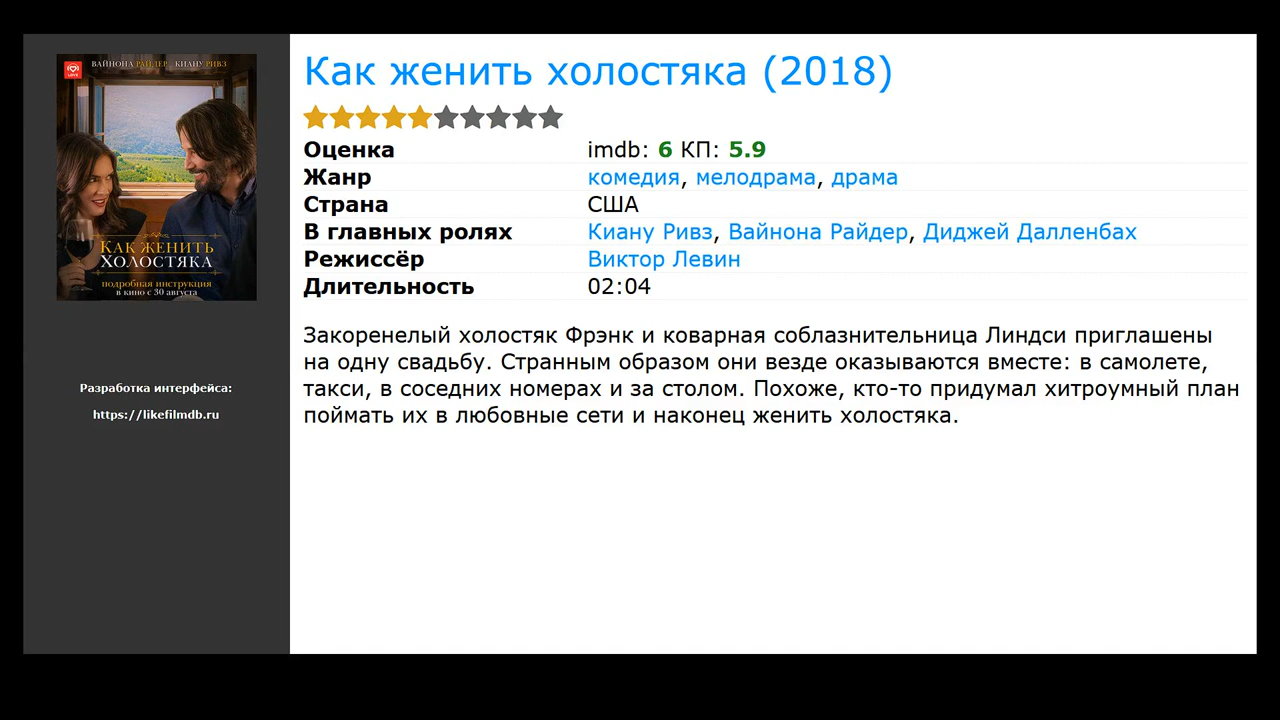 Как женить холостяка (2018)
Оценка imdb: 6 КП: 5.9
Жанр комедия, мелодрама, драма
Страна США
В главных ролях Киану Ривз, Вайнона Райдер, Диджей Далленбах
Режиссёр Виктор Левин
Длительность 02:04
Закоренелый холостяк Фрэнк и коварная соблазнительница Линдси приглашены
на одну свадьбу. Странным образом они везде оказываются вместе: в самолете,
такси, в соседних номерах и за столом. Похоже, кто-то придумал хитроумный план
поймать их в любовные сети и наконец женить холостяка.
LOVE
ВАЙНОНА РАЙДЕР КИАНУ РИВЗ
КАК ЖЕНИТЬ
ХОЛОСТЯКА
подробная инструкция
в кино с 30 августа
Разработка интерфейса:
https://likefilmdb.ru